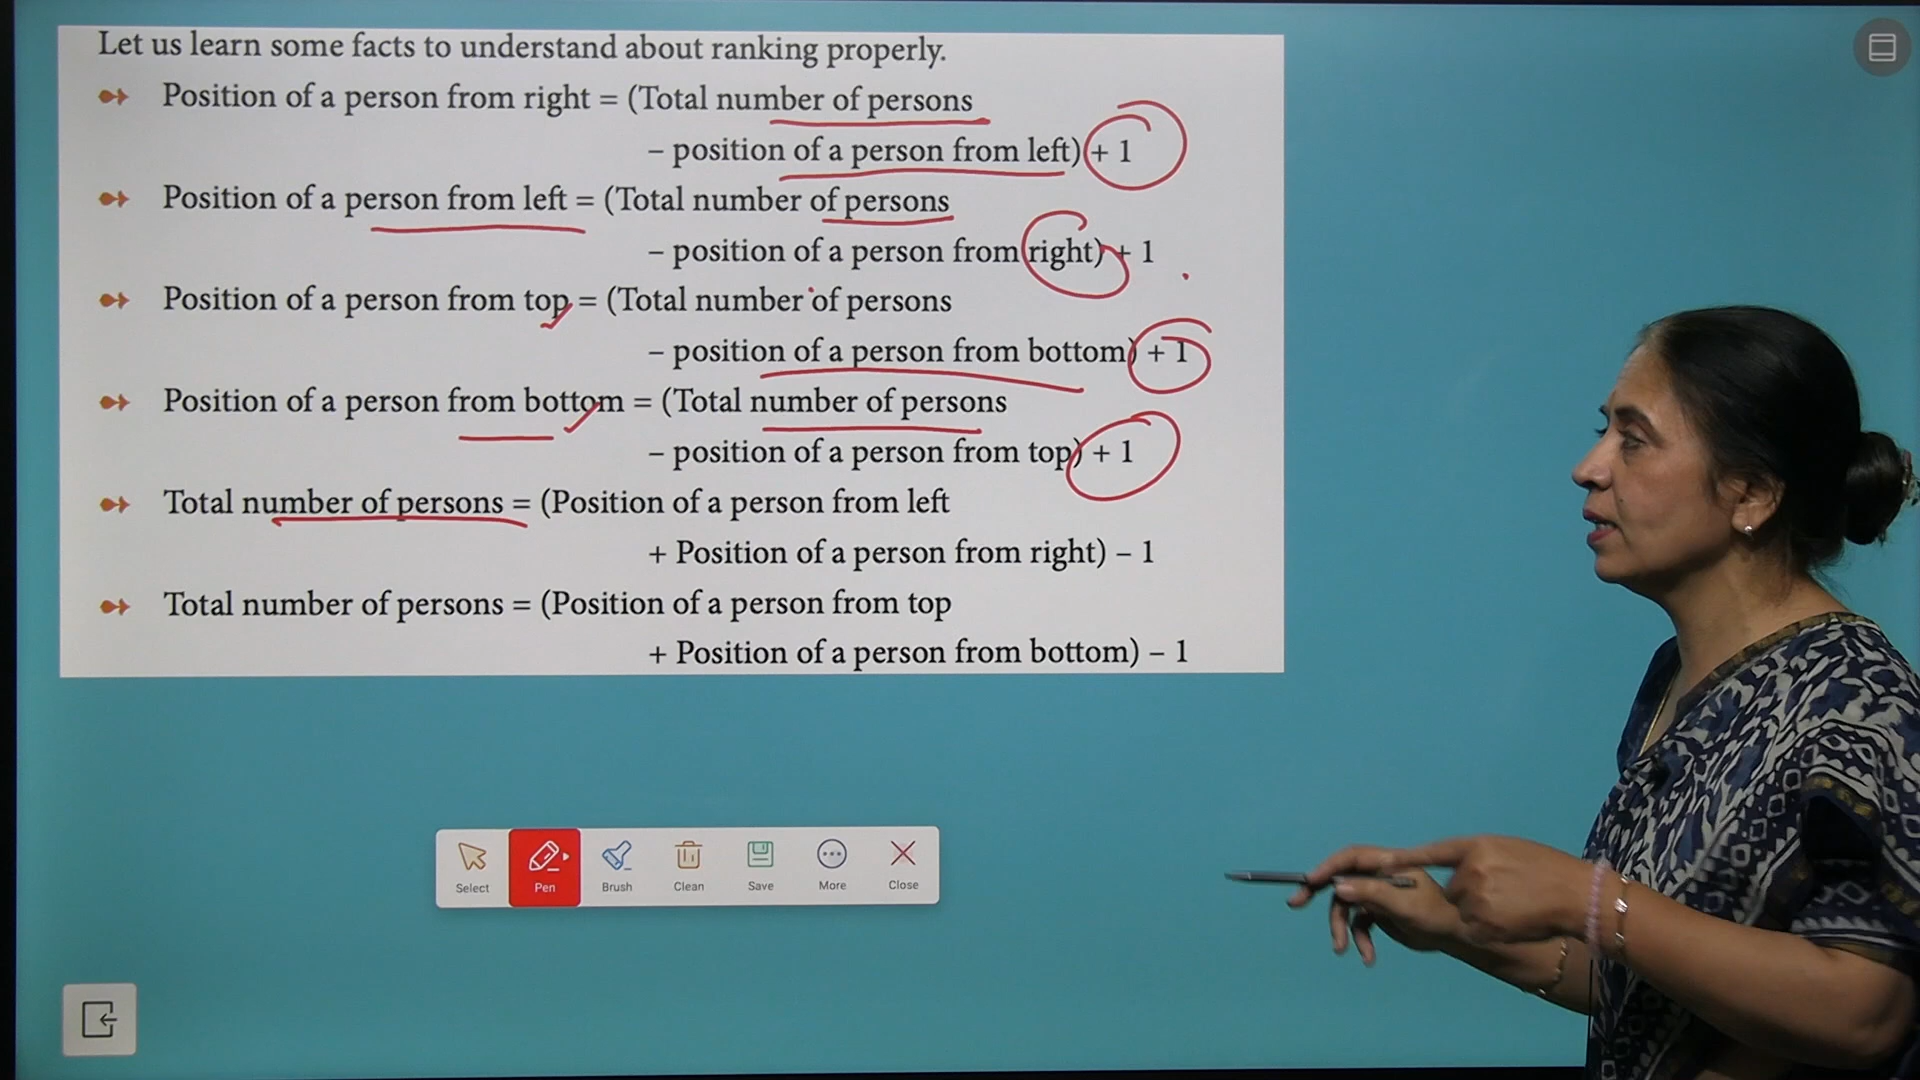 Let us learn some facts to understand about ranking properly.
Position of a person from right = (Total number of persons
– position of a person from left) + 1
Position of a person from left = (Total number of persons
– position of a person from right) + 1
Position of a person from top = (Total number of persons
– position of a person from bottom) + 1
Position of a person from bottom = (Total number of persons
– position of a person from top) + 1
Total number of persons = (Position of a person from left
+ Position of a person from right) – 1
Total number of persons = (Position of a person from top
+ Position of a person from bottom) – 1
Select Pen Brush Clean Save More Close